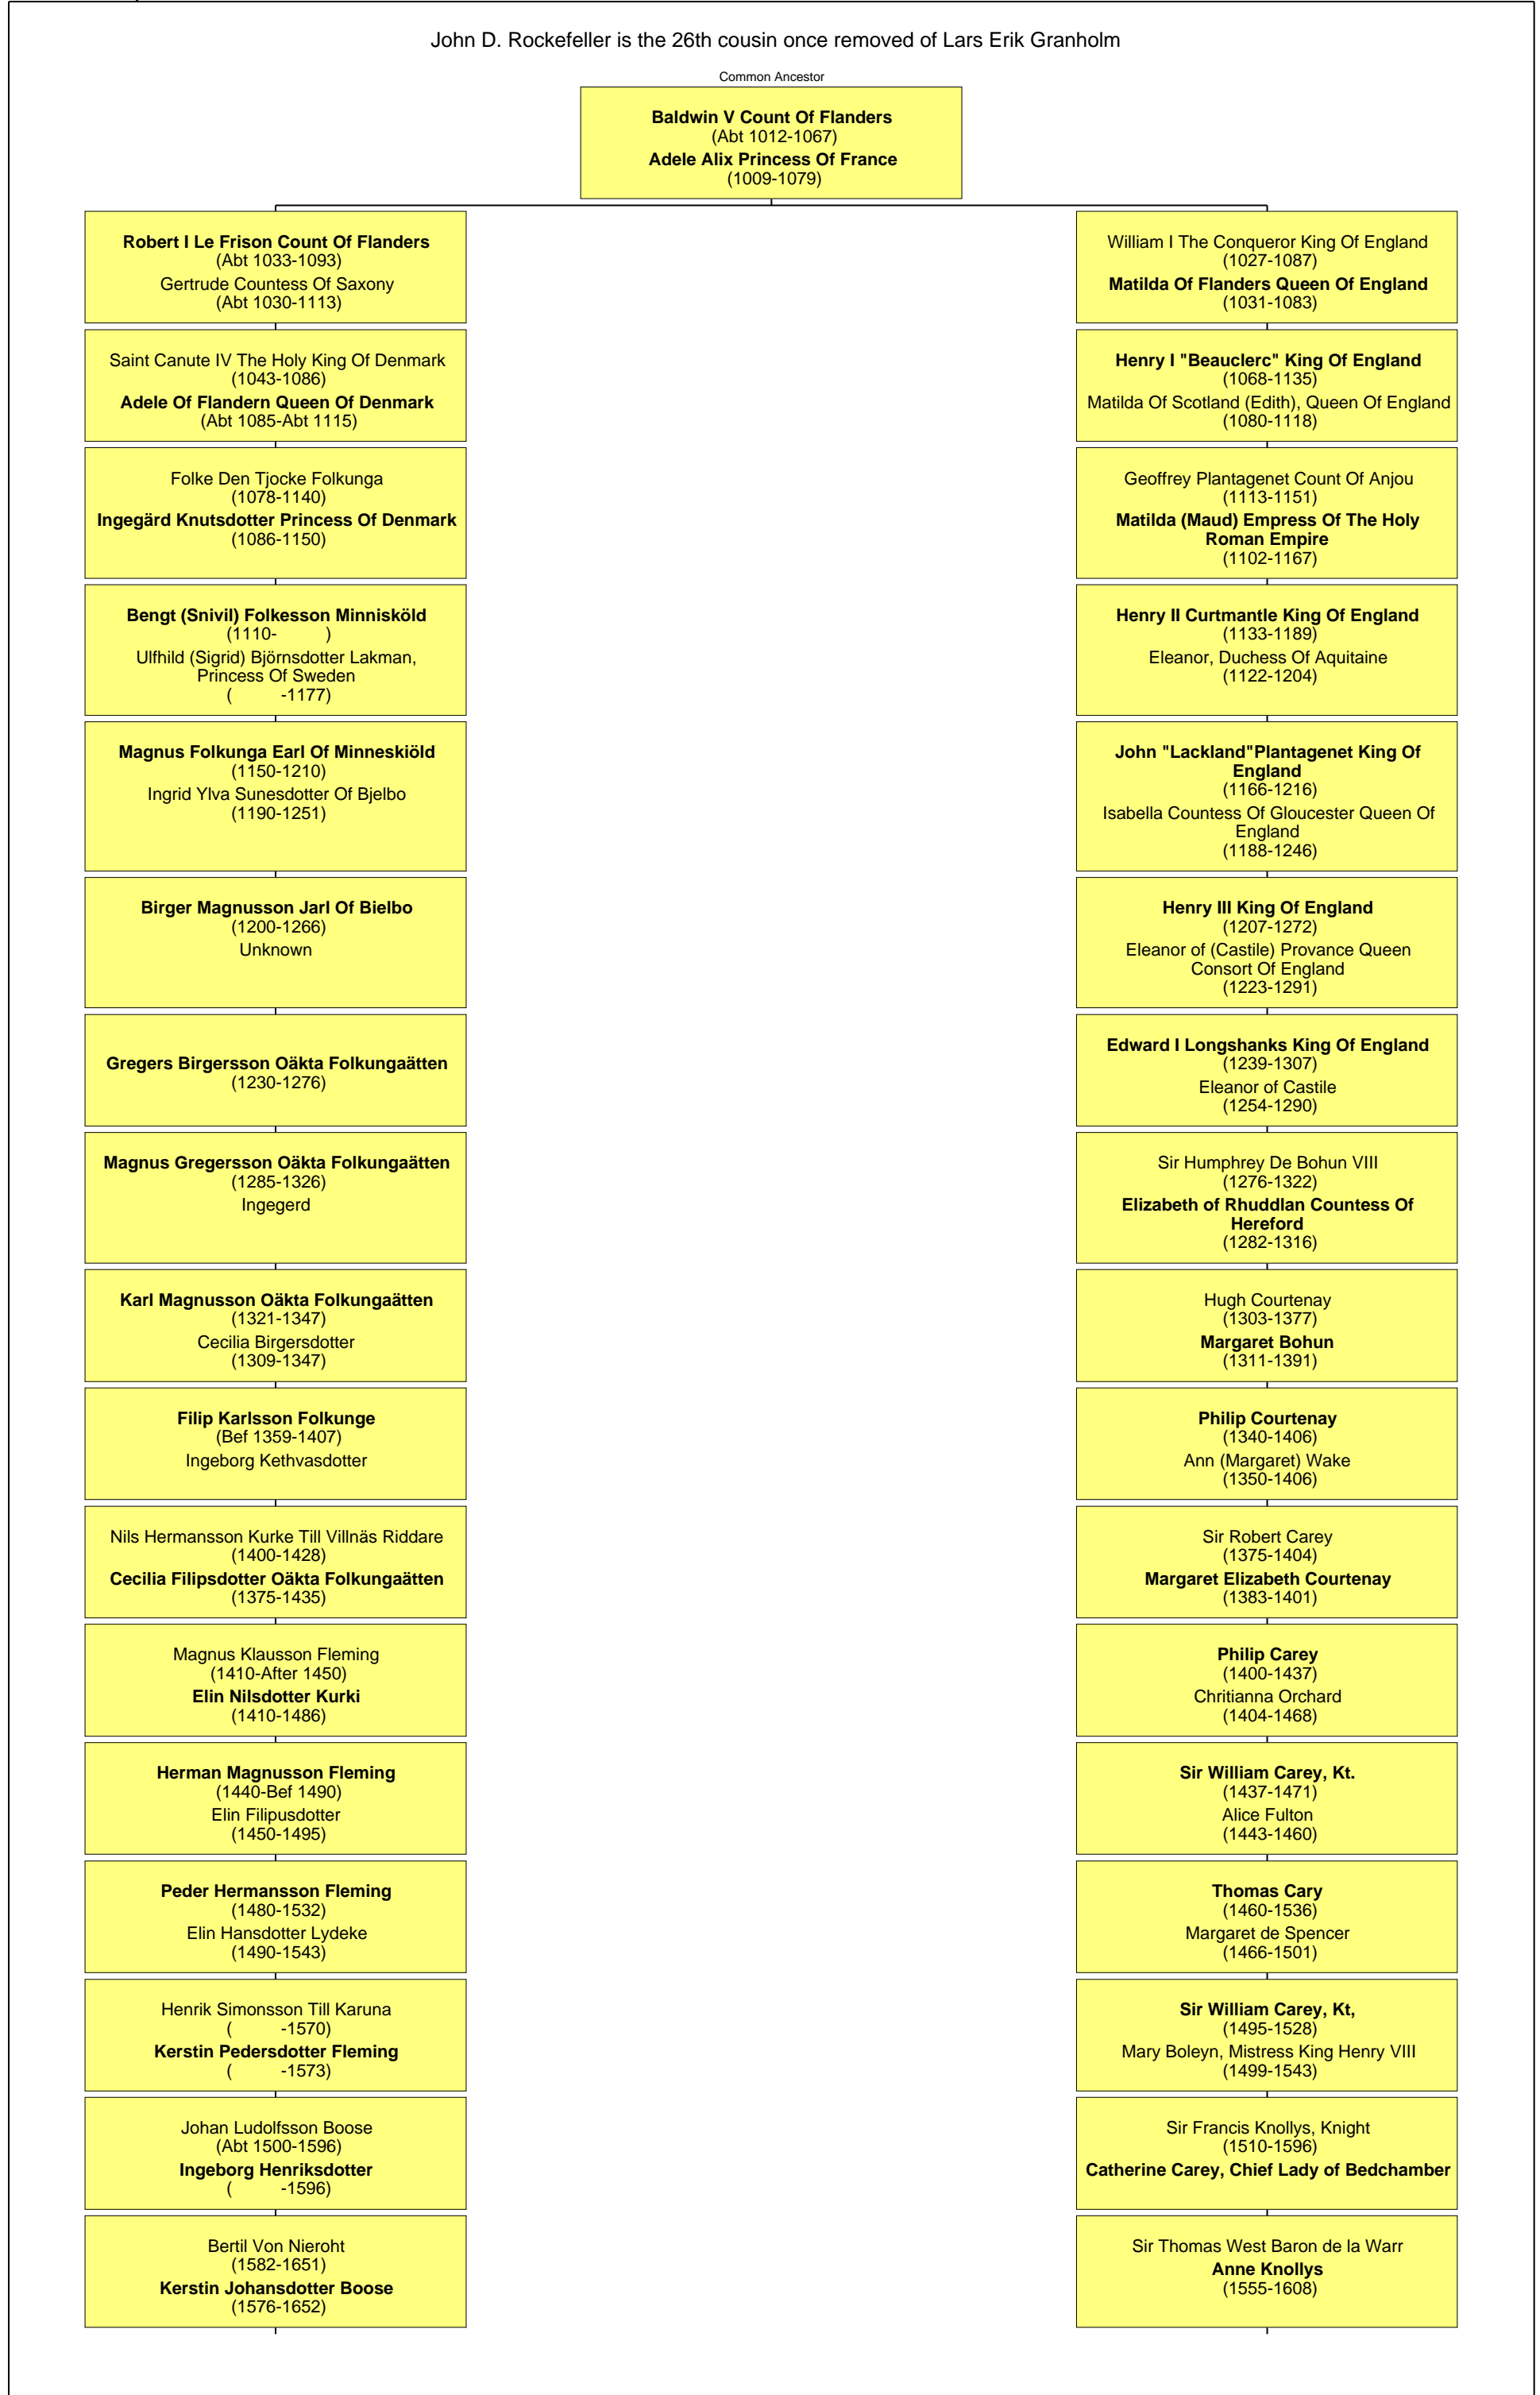 John D. Rockefeller is the 26th cousin once removed of Lars Erik Granholm
Common Ancestor
Baldwin V Count Of Flanders
(Abt 1012-1067)
Adele Alix Princess Of France
(1009-1079)
Robert I Le Frison Count Of Flanders
(Abt 1033-1093)
Gertrude Countess Of Saxony
(Abt 1030-1113)
Saint Canute IV The Holy King Of Denmark
(1043-1086)
Adele Of Flandern Queen Of Denmark
(Abt 1085-Abt 1115)
Folke Den Tjocke Folkunga
(1078-1140)
Ingegärd Knutsdotter Princess Of Denmark
(1086-1150)
Bengt (Snivil) Folkesson Minnisköld
(1110- )
Ulfhild (Sigrid) Björnsdotter Lakman,
Princess Of Sweden
( -1177)
Magnus Folkunga Earl Of Minneskiöld
(1150-1210)
Ingrid Ylva Sunesdotter Of Bjelbo
(1190-1251)
Birger Magnusson Jarl Of Bielbo
(1200-1266)
Unknown
Gregers Birgersson Oäkta Folkungaätten
(1230-1276)
Magnus Gregersson Oäkta Folkungaätten
(1285-1326)
Ingegerd
Karl Magnusson Oäkta Folkungaätten
(1321-1347)
Cecilia Birgersdotter
(1309-1347)
Filip Karlsson Folkunge
(Bef 1359-1407)
Ingeborg Kethvasdotter
Nils Hermansson Kurke Till Villnäs Riddare
(1400-1428)
Cecilia Filipsdotter Oäkta Folkungaätten
(1375-1435)
Magnus Klausson Fleming
(1410-After 1450)
Elin Nilsdotter Kurki
(1410-1486)
Herman Magnusson Fleming
(1440-Bef 1490)
Elin Filipusdotter
(1450-1495)
Peder Hermansson Fleming
(1480-1532)
Elin Hansdotter Lydeke
(1490-1543)
Henrik Simonsson Till Karuna
( -1570)
Kerstin Pedersdotter Fleming
( -1573)
Johan Ludolfsson Boose
(Abt 1500-1596)
Ingeborg Henriksdotter
( -1596)
Bertil Von Nieroht
(1582-1651)
Kerstin Johansdotter Boose
(1576-1652)
William I The Conqueror King Of England
(1027-1087)
Matilda Of Flanders Queen Of England
(1031-1083)
Henry I "Beauclerc" King Of England
(1068-1135)
Matilda Of Scotland (Edith), Queen Of England
(1080-1118)
Geoffrey Plantagenet Count Of Anjou
(1113-1151)
Matilda (Maud) Empress Of The Holy
Roman Empire
(1102-1167)
Henry II Curtmantle King Of England
(1133-1189)
Eleanor, Duchess Of Aquitaine
(1122-1204)
John "Lackland"Plantagenet King Of
England
(1166-1216)
Isabella Countess Of Gloucester Queen Of
England
(1188-1246)
Henry III King Of England
(1207-1272)
Eleanor of (Castile) Provance Queen
Consort Of England
(1223-1291)
Edward I Longshanks King Of England
(1239-1307)
Eleanor of Castile
(1254-1290)
Sir Humphrey De Bohun VIII
(1276-1322)
Elizabeth of Rhuddlan Countess Of
Hereford
(1282-1316)
Hugh Courtenay
(1303-1377)
Margaret Bohun
(1311-1391)
Philip Courtenay
(1340-1406)
Ann (Margaret) Wake
(1350-1406)
Sir Robert Carey
(1375-1404)
Margaret Elizabeth Courtenay
(1383-1401)
Philip Carey
(1400-1437)
Chritianna Orchard
(1404-1468)
Sir William Carey, Kt.
(1437-1471)
Alice Fulton
(1443-1460)
Thomas Cary
(1460-1536)
Margaret de Spencer
(1466-1501)
Sir William Carey, Kt,
(1495-1528)
Mary Boleyn, Mistress King Henry VIII
(1499-1543)
Sir Francis Knollys, Knight
(1510-1596)
Catherine Carey, Chief Lady of Bedchamber
Sir Thomas West Baron de la Warr
Anne Knollys
(1555-1608)